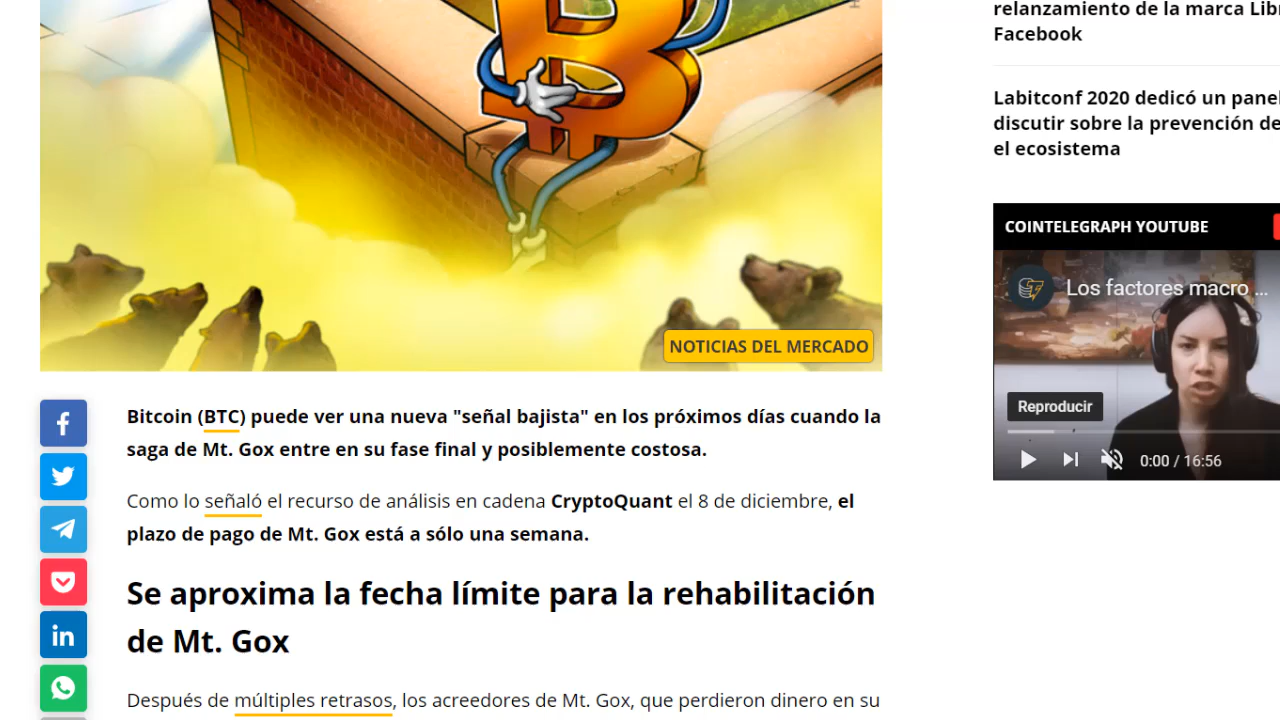 NOTICIAS DEL MERCADO
Bitcoin (BTC) puede ver una nueva "señal bajista" en los próximos días cuando la
saga de Mt. Gox entre en su fase final y posiblemente costosa.
Como lo señaló el recurso de análisis en cadena CryptoQuant el 8 de diciembre, el
plazo de pago de Mt. Gox está a sólo una semana.
Se aproxima la fecha límite para la rehabilitación
de Mt. Gox
Después de múltiples retrasos, los acreedores de Mt. Gox, que perdieron dinero en su
relanzamiento de la marca
Facebook
Labitconf 2020 dedicó un
discutir sobre la prevención de
el ecosistema
COINTELEGRAPH YOUTUBE
Los factores macro ...
Reproducir
0:00 / 16:56